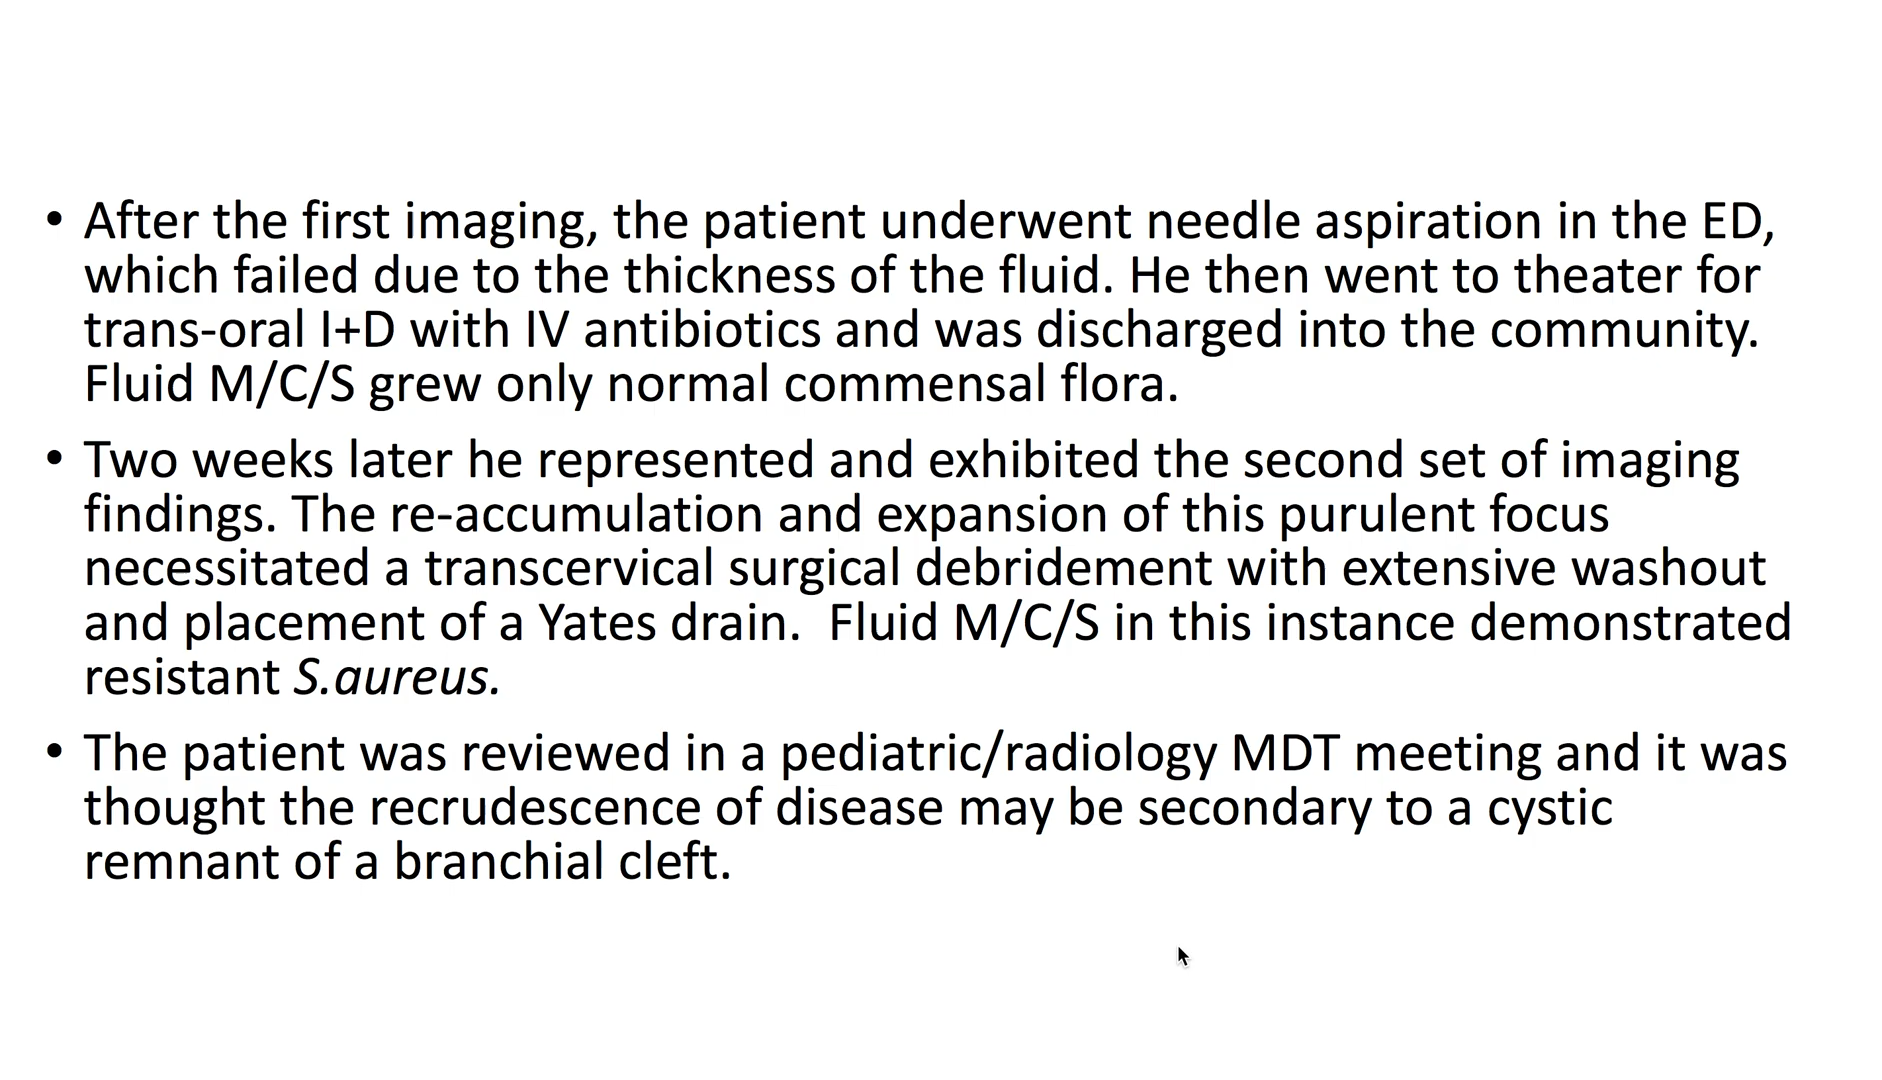 • After the first imaging, the patient underwent needle aspiration in the ED,
which failed due to the thickness of the fluid. He then went to theater for
trans-oral I+D with IV antibiotics and was discharged into the community.
Fluid M/C/S grew only normal commensal flora.
• Two weeks later he represented and exhibited the second set of imaging
findings. The re-accumulation and expansion of this purulent focus
necessitated a transcervical surgical debridement with extensive washout
and placement of a Yates drain.  Fluid M/C/S in this instance demonstrated
resistant S.aureus.
• The patient was reviewed in a pediatric/radiology MDT meeting and it was
thought the recrudescence of disease may be secondary to a cystic
remnant of a branchial cleft.